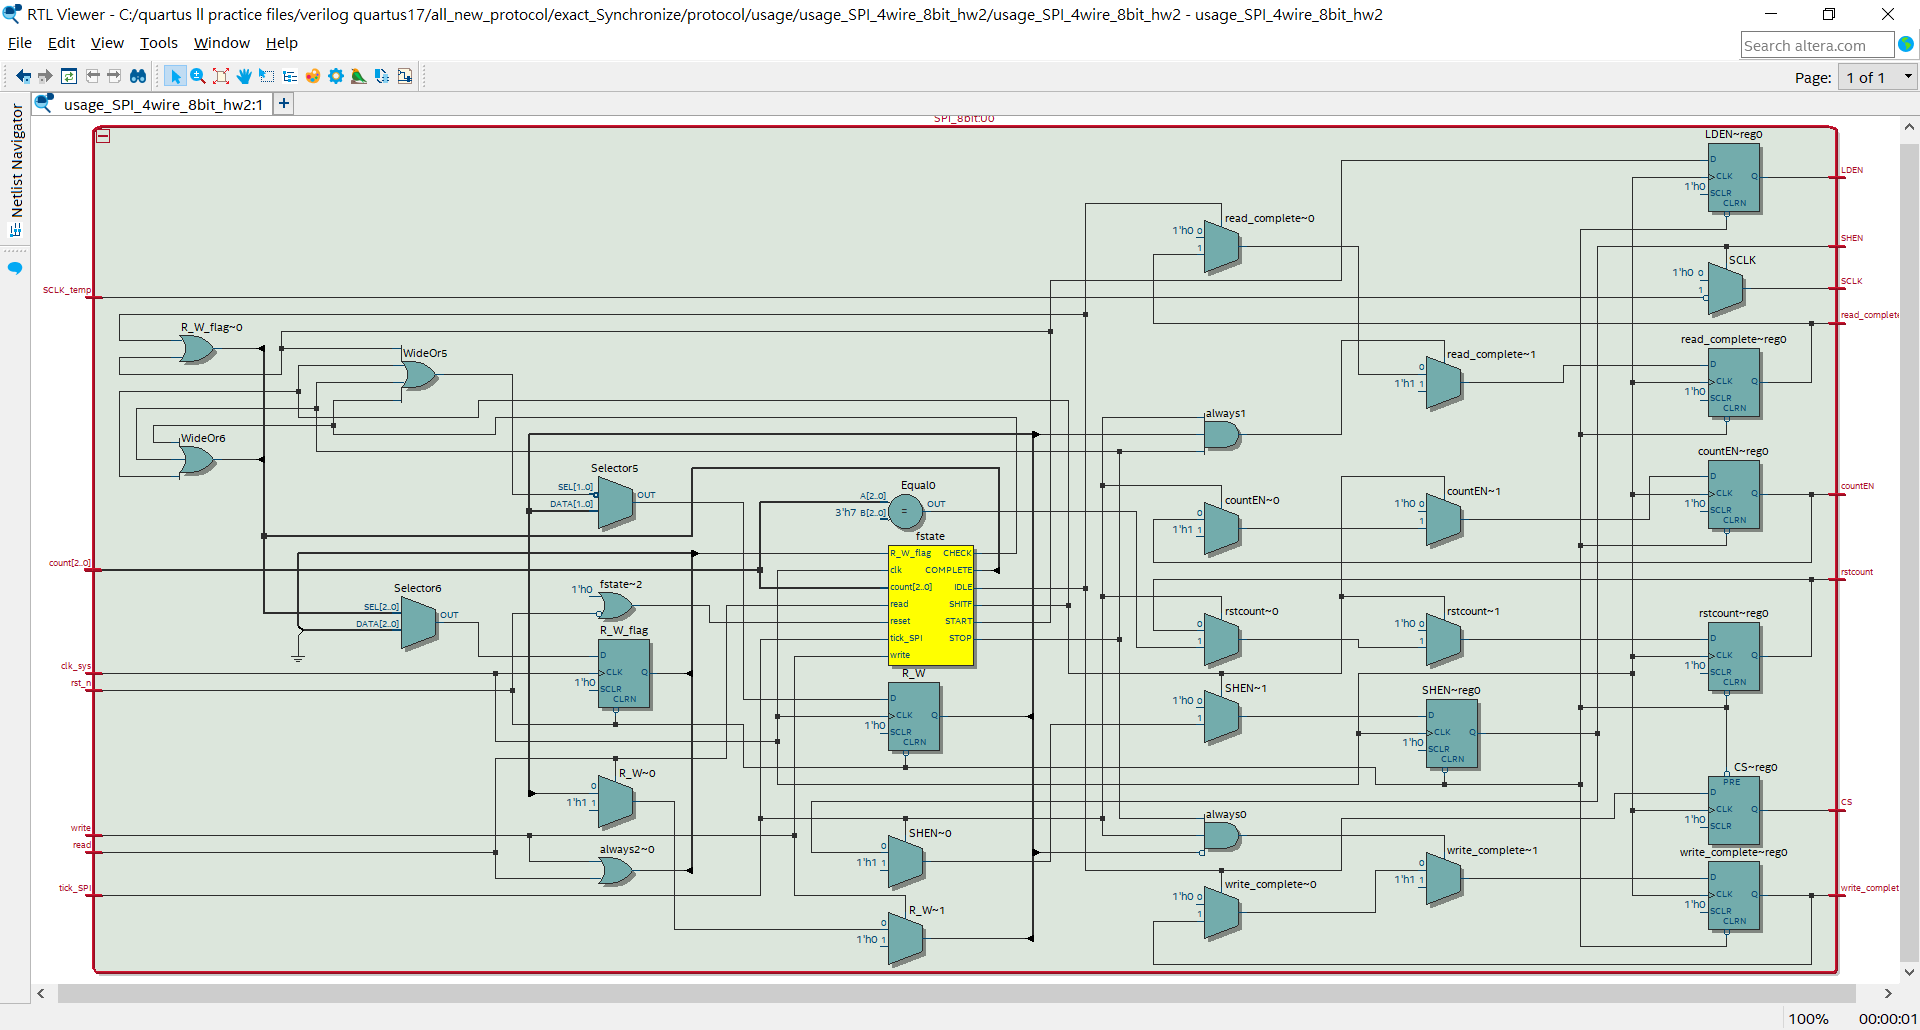 RTL Viewer - C:/quartus ll practice files/verilog quartus17/all_new_protocol/exact_Synchronize/protocol/usage/usage_SPI_4wire_8bit_hw2/usage_SPI_4wire_8bit_hw2 - usage_SPI_4wire_8bit_hw2
File Edit View Tools Window Help
Search altera.com
Page: 1 of 1
usage_SPI_4wire_8bit_hw2:1 +
Netlist Navigator
SPI_8bit:U0
LDEN~reg0
D
CLK Q
1'h0 SCLR
CLRN
LDEN
read_complete~0
1'h0 0
1
SHEN
SCLK
1'h0 0
1
SCLK
SCLK_temp
read_complete
R_W_flag~0
WideOr5
read_complete~reg0
D
CLK Q
1'h0 SCLR
CLRN
read_complete~1
0
1'h1 1
always1
WideOr6
countEN~reg0
D
CLK Q
1'h0 SCLR
CLRN
countEN
Selector5
SEL[1..0]
DATA[1..0]
OUT
Equal0
A[2..0]
3'h7 B[2..0]
=
OUT
countEN~0
0
1'h1 1
countEN~1
1'h0 0
1
fstate
R_W_flag CHECK
clk COMPLETE
count[2..0] IDLE
read SHITF
reset START
tick_SPI STOP
write
count[2..0]
rstcount
Selector6
SEL[2..0]
DATA[2..0]
OUT
fstate~2
1'h0
rstcount~0
0
1
rstcount~1
1'h0 0
1
rstcount~reg0
D
CLK Q
1'h0 SCLR
CLRN
R_W_flag
D
CLK Q
1'h0 SCLR
CLRN
clk_sys
rst_n
R_W
D
CLK Q
1'h0 SCLR
CLRN
SHEN~1
1'h0 0
1
SHEN~reg0
D
CLK Q
1'h0 SCLR
CLRN
CS~reg0
PRE
D
CLK Q
1'h0 SCLR
CS
R_W~0
0
1'h1 1
write
read
always2~0
SHEN~0
0
1'h1 1
always0
write_complete~1
0
1'h1 1
write_complete~reg0
D
CLK Q
1'h0 SCLR
CLRN
write_complet
tick_SPI
write_complete~0
1'h0 0
1
R_W~1
0
1'h0 1
100% 00:00:01